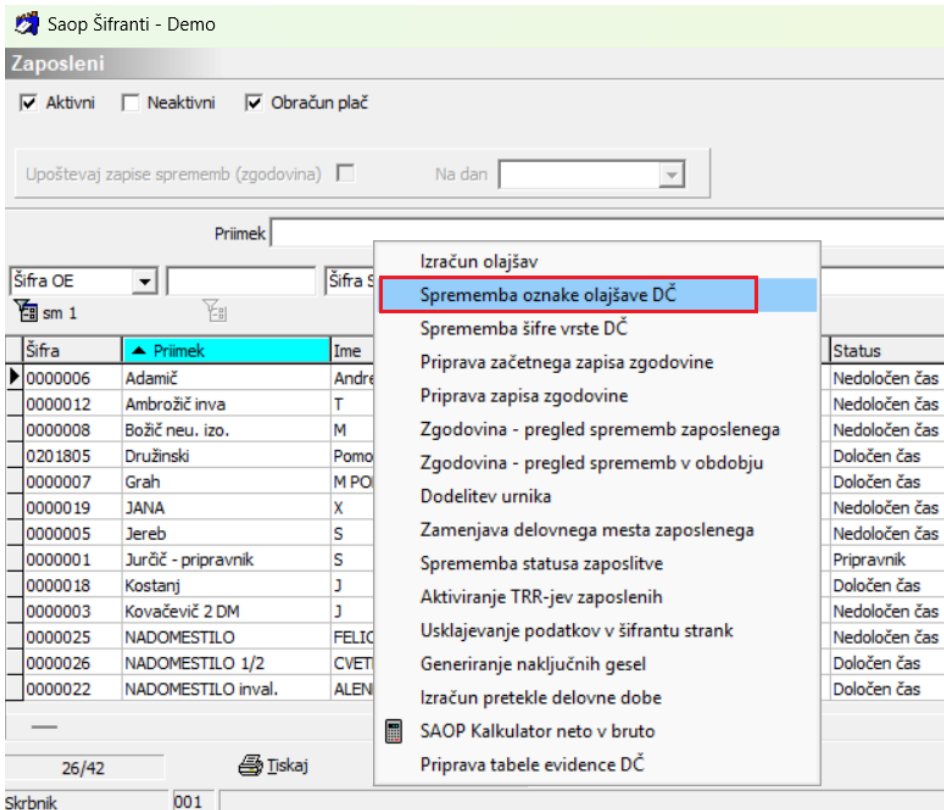 Saop Šifranti - Demo
Zaposleni
Aktivni Neaktivni Obračun plač
Upoštevaj zapise sprememb (zgodovina) Na dan
Priimek
Šifra OE Šifra S
sm 1
Šifra Priimek Ime Status
0000006 Adamič Andre Nedoločen čas
0000012 Ambrožič inva T Nedoločen čas
0000008 Božič neu. izo. M Nedoločen čas
0201805 Družinski Pomo Določen čas
0000007 Grah M POI Določen čas
0000019 JANA X Nedoločen čas
0000005 Jereb S Nedoločen čas
0000001 Jurčič - pripravnik S Pripravnik
0000018 Kostanj J Določen čas
0000003 Kovačevič 2 DM J Nedoločen čas
0000025 NADOMESTILO FELIC Nedoločen čas
0000026 NADOMESTILO 1/2 CVET Določen čas
0000022 NADOMESTILO inval. ALEN Določen čas
Izračun olajšav
Sprememba oznake olajšave DČ
Sprememba šifre vrste DČ
Priprava začetnega zapisa zgodovine
Priprava zapisa zgodovine
Zgodovina - pregled sprememb zaposlenega
Zgodovina - pregled sprememb v obdobju
Dodelitev urnika
Zamenjava delovnega mesta zaposlenega
Sprememba statusa zaposlitve
Aktiviranje TRR-jev zaposlenih
Usklajevanje podatkov v šifrantu strank
Generiranje naključnih gesel
Izračun pretekle delovne dobe
SAOP Kalkulator neto v bruto
Priprava tabele evidence DČ
26/42 Tiskaj
Skrbnik 001